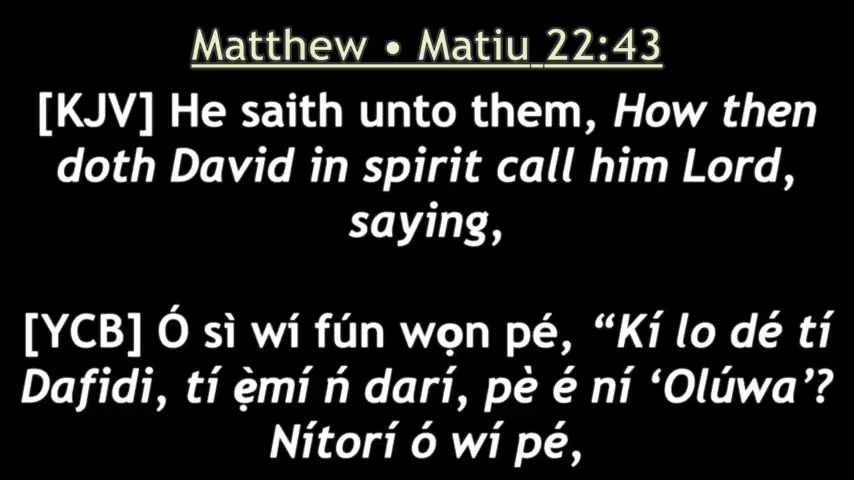 Matthew • Matiu 22:43
[KJV] He saith unto them, How then
doth David in spirit call him Lord,
saying,
[YCB] Ó sì wí fún wọn pé, “Kí lo dé tí
Dafidi, tí ẹ̀mí ń darí, pè é ní ‘Olúwa’?
Nítorí ó wí pé,